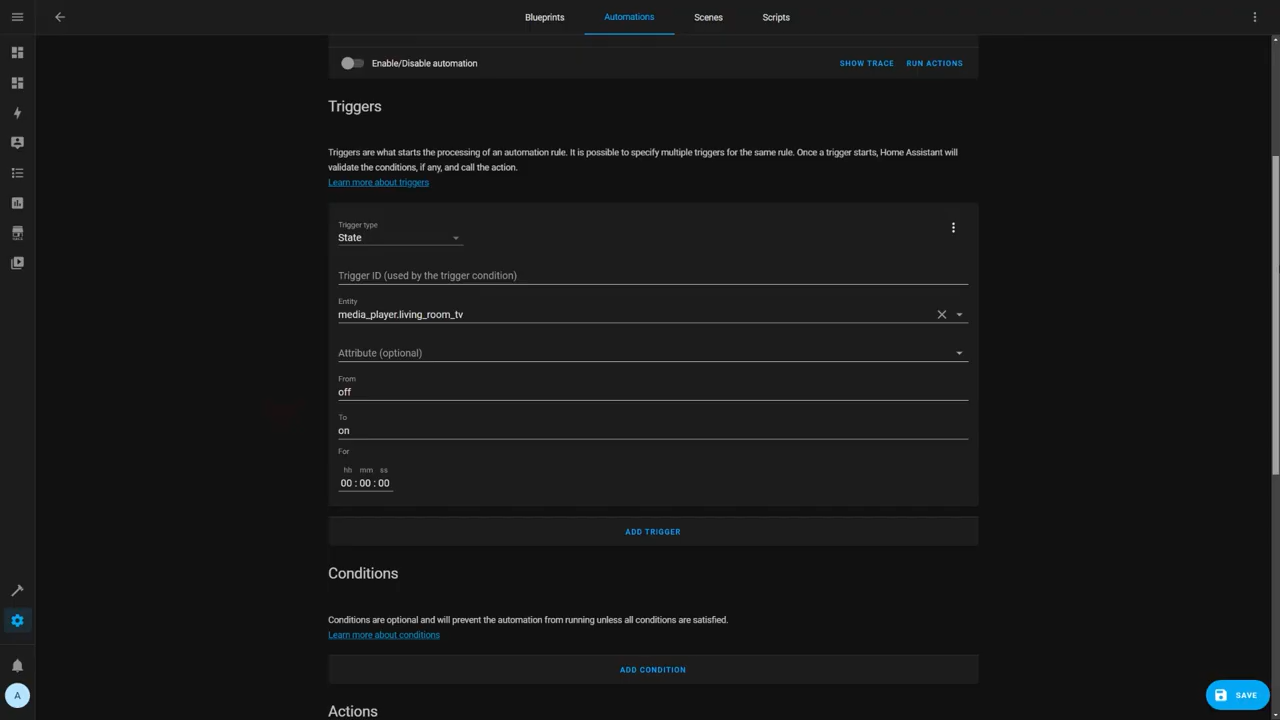 Blueprints
Automations
Scenes
Scripts
Enable/Disable automation
SHOW TRACE
RUN ACTIONS
Triggers
Triggers are what starts the processing of an automation rule. It is possible to specify multiple triggers for the same rule. Once a trigger starts, Home Assistant will
validate the conditions, if any, and call the action.
Learn more about triggers
Trigger type
State
Trigger ID (used by the trigger condition)
Entity
media_player.living_room_tv
Attribute (optional)
From
off
To
on
For
hh mm ss
00 : 00 : 00
ADD TRIGGER
Conditions
Conditions are optional and will prevent the automation from running unless all conditions are satisfied.
Learn more about conditions
ADD CONDITION
Actions
A
SAVE